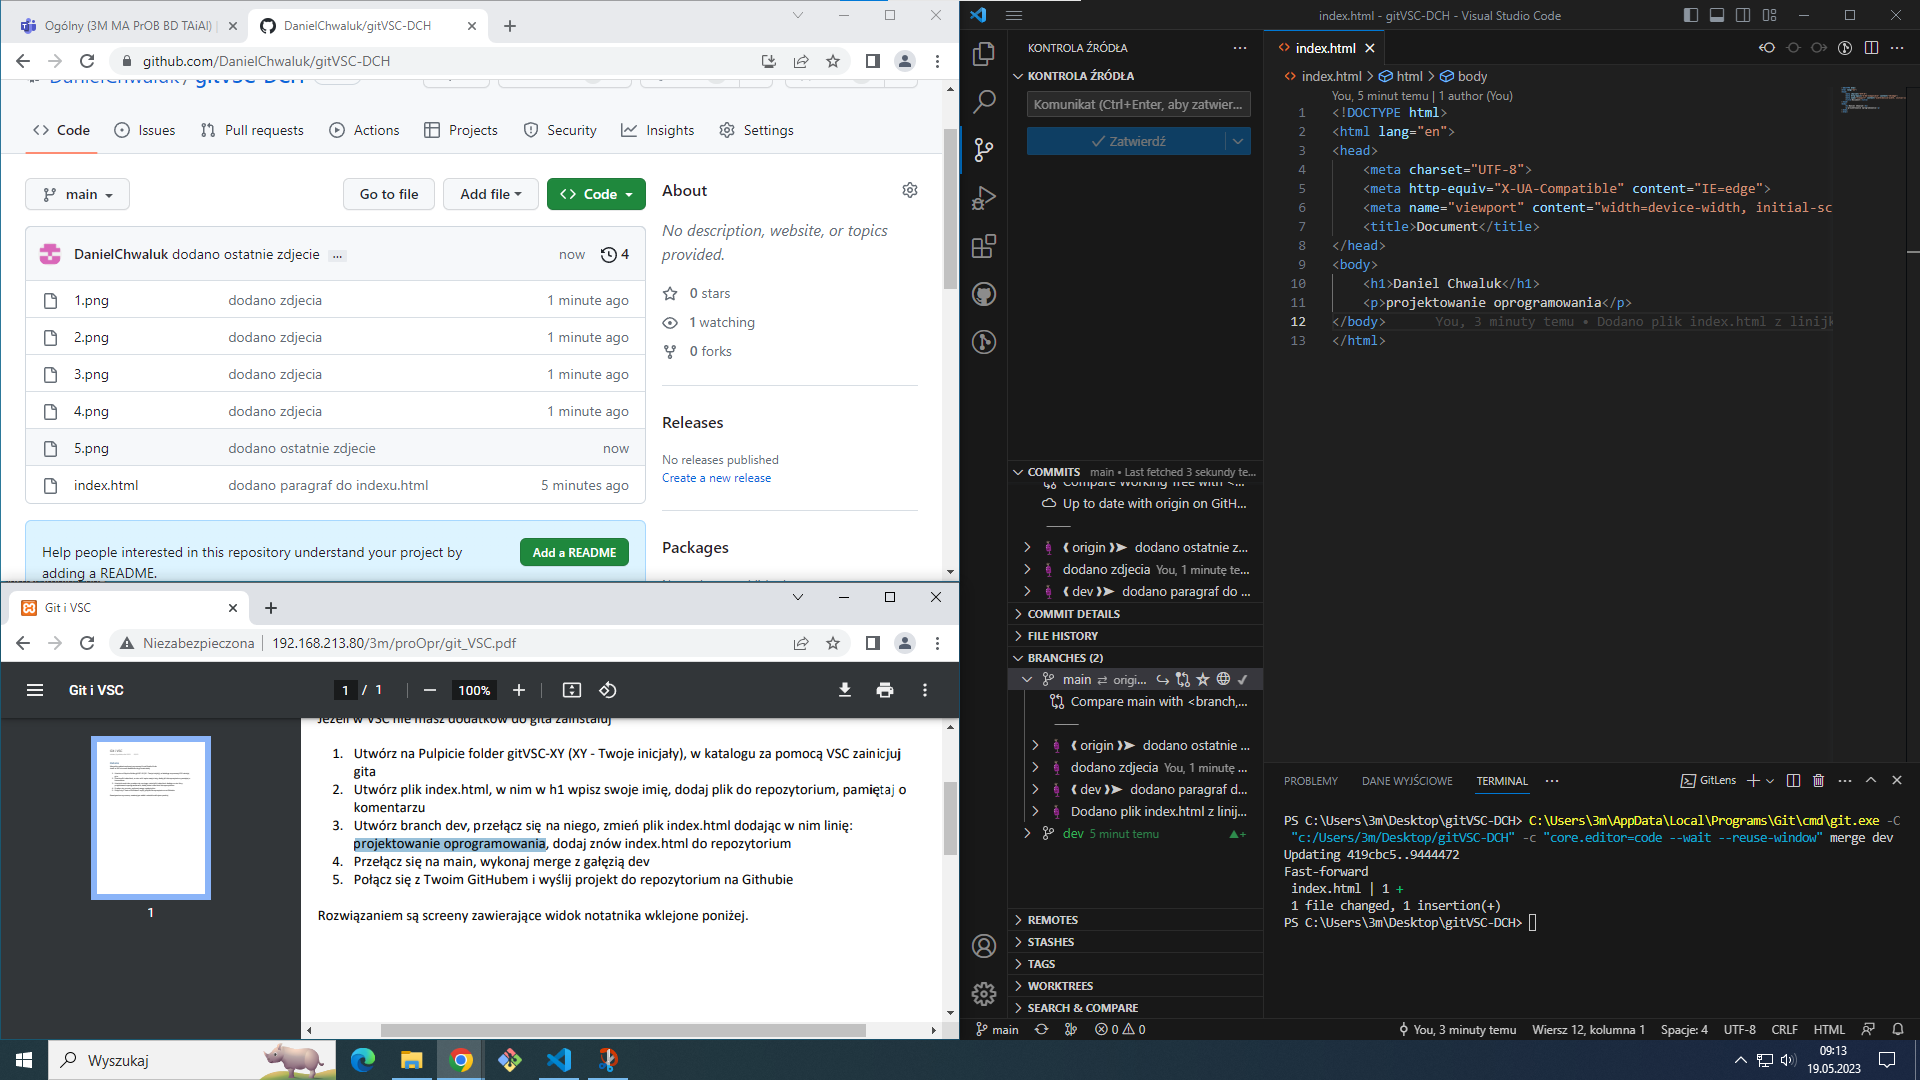 Ogólny (3M MA PrOB BD TAiAI) |
DanielChwaluk/gitVSC-DCH
github.com/DanielChwaluk/gitVSC-DCH
DanielChwaluk / gitVSC-DCH
Code
Issues
Pull requests
Actions
Projects
Security
Insights
Settings
main
Go to file
Add file
Code
DanielChwaluk dodano ostatnie zdjecie ...
now
4
1.png dodano zdjecia 1 minute ago
2.png dodano zdjecia 1 minute ago
3.png dodano zdjecia 1 minute ago
4.png dodano zdjecia 1 minute ago
5.png dodano ostatnie zdjecie now
index.html dodano paragraf do indexu.html 5 minutes ago
Help people interested in this repository understand your project by
adding a README.
Add a README
About
No description, website, or topics
provided.
0 stars
1 watching
0 forks
Releases
No releases published
Create a new release
Packages
Git i VSC
Niezabezpieczona 192.168.213.80/3m/proOpr/git_VSC.pdf
Git i VSC
1 / 1
100%
1
Jeżeli w VSC nie masz dodatków do gita zainstaluj
1. Utwórz na Pulpicie folder gitVSC-XY (XY - Twoje inicjały), w katalogu za pomocą VSC zainicjuj
gita
2. Utwórz plik index.html, w nim w h1 wpisz swoje imię, dodaj plik do repozytorium, pamiętaj o
komentarzu
3. Utwórz branch dev, przełącz się na niego, zmień plik index.html dodając w nim linię:
projektowanie oprogramowania, dodaj znów index.html do repozytorium
4. Przełącz się na main, wykonaj merge z gałęzią dev
5. Połącz się z Twoim GitHubem i wyślij projekt do repozytorium na Githubie
Rozwiązaniem są screeny zawierające widok notatnika wklejone poniżej.
index.html - gitVSC-DCH - Visual Studio Code
KONTROLA ŹRÓDŁA
KONTROLA ŹRÓDŁA
Komunikat (Ctrl+Enter, aby zatwier...
Zatwierdź
COMMITS main • Last fetched 3 sekundy te...
Compare Working Tree with <...
Up to date with origin on GitH...
origin dodano ostatnie z...
dodano zdjecia You, 1 minutę te...
dev dodano paragraf do ...
COMMIT DETAILS
FILE HISTORY
BRANCHES (2)
main origi...
Compare main with <branch,...
origin dodano ostatnie ...
dodano zdjecia You, 1 minutę ...
dev dodano paragraf d...
Dodano plik index.html z linij...
dev 5 minut temu
REMOTES
STASHES
TAGS
WORKTREES
SEARCH & COMPARE
index.html
index.html > html > body
You, 5 minut temu | 1 author (You)
1 <!DOCTYPE html>
2 <html lang="en">
3 <head>
4 <meta charset="UTF-8">
5 <meta http-equiv="X-UA-Compatible" content="IE=edge">
6 <meta name="viewport" content="width=device-width, initial-sc
7 <title>Document</title>
8 </head>
9 <body>
10 <h1>Daniel Chwaluk</h1>
11 <p>projektowanie oprogramowania</p>
12 </body> You, 3 minuty temu • Dodano plik index.html z linijk
13 </html>
PROBLEMY
DANE WYJŚCIOWE
TERMINAL
GitLens
PS C:\Users\3m\Desktop\gitVSC-DCH> C:\Users\3m\AppData\Local\Programs\Git\cmd\git.exe -C
"c:/Users/3m/Desktop/gitVSC-DCH" -c "core.editor=code --wait --reuse-window" merge dev
Updating 419cbc5..9444472
Fast-forward
index.html | 1 +
1 file changed, 1 insertion(+)
PS C:\Users\3m\Desktop\gitVSC-DCH>
main
0 0
You, 3 minuty temu
Wiersz 12, kolumna 1
Spacje: 4
UTF-8
CRLF
HTML
Wyszukaj
09:13
19.05.2023